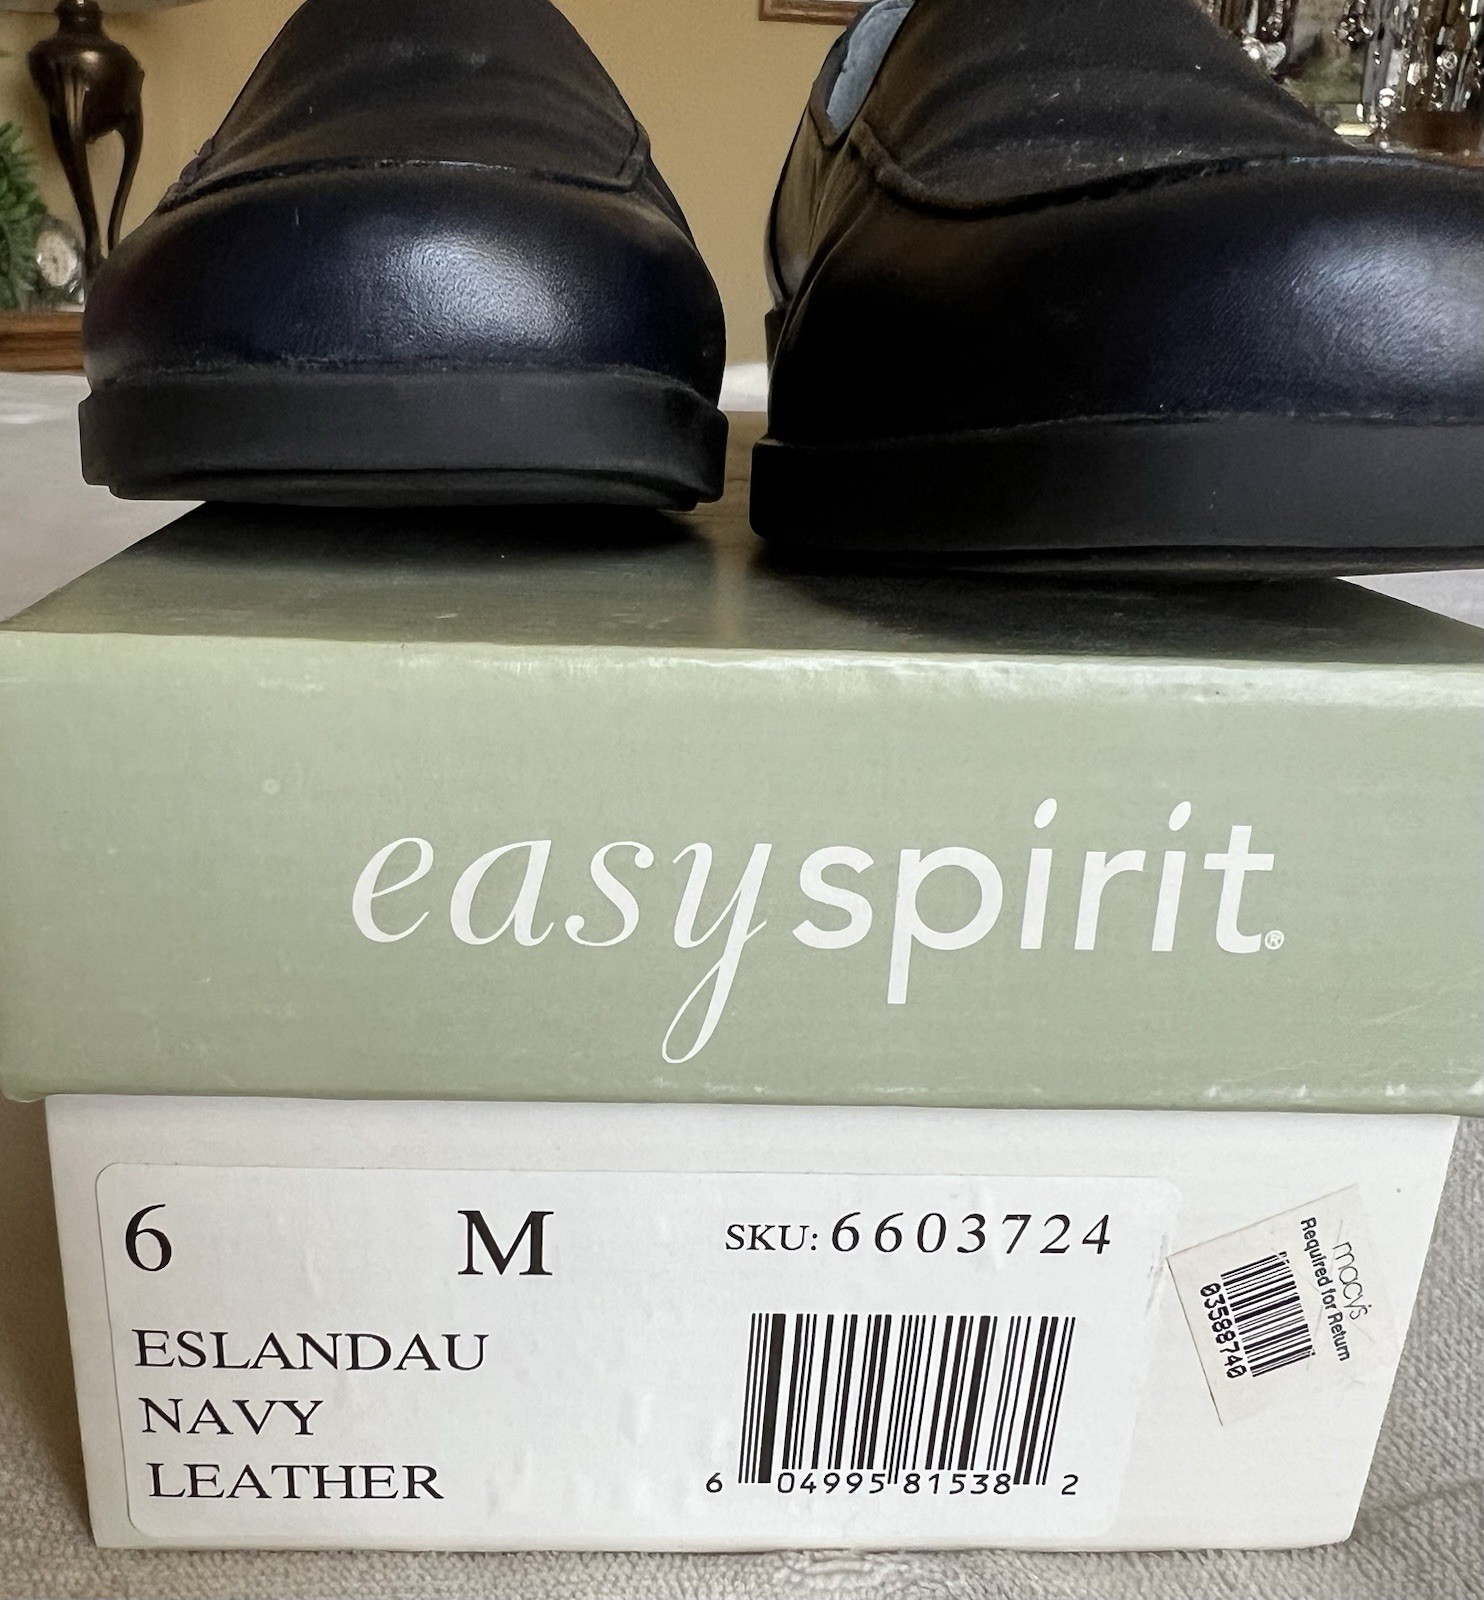 easyspirit®
6 M SKU: 6603724
ESLANDAU
NAVY
LEATHER
6 04995 81538 2
macy's
Required for Return
03588740